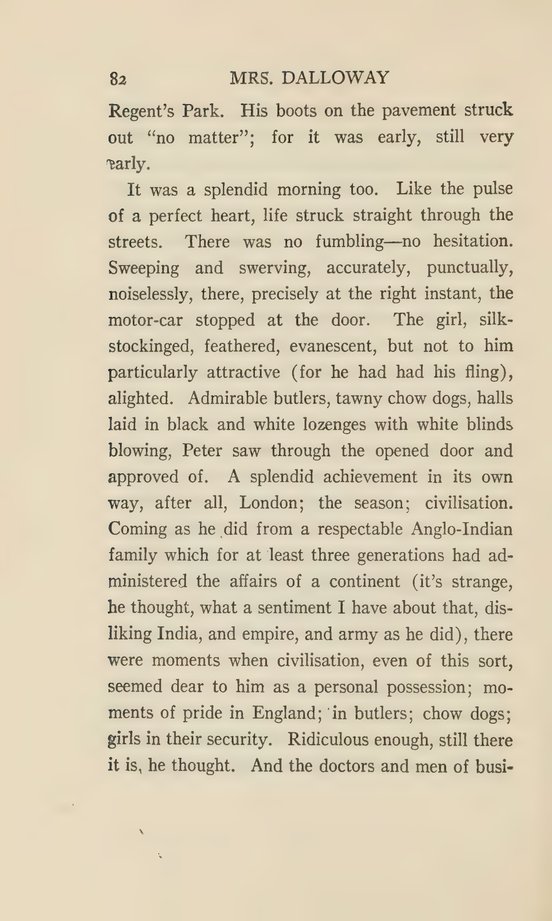 82 MRS. DALLOWAY
Regent's Park. His boots on the pavement struck
out "no matter"; for it was early, still very
early.
It was a splendid morning too. Like the pulse
of a perfect heart, life struck straight through the
streets. There was no fumbling—no hesitation.
Sweeping and swerving, accurately, punctually,
noiselessly, there, precisely at the right instant, the
motor-car stopped at the door. The girl, silk-
stockinged, feathered, evanescent, but not to him
particularly attractive (for he had had his fling),
alighted. Admirable butlers, tawny chow dogs, halls
laid in black and white lozenges with white blinds
blowing, Peter saw through the opened door and
approved of. A splendid achievement in its own
way, after all, London; the season; civilisation.
Coming as he did from a respectable Anglo-Indian
family which for at least three generations had ad-
ministered the affairs of a continent (it's strange,
he thought, what a sentiment I have about that, dis-
liking India, and empire, and army as he did), there
were moments when civilisation, even of this sort,
seemed dear to him as a personal possession; mo-
ments of pride in England; in butlers; chow dogs;
girls in their security. Ridiculous enough, still there
it is, he thought. And the doctors and men of busi-